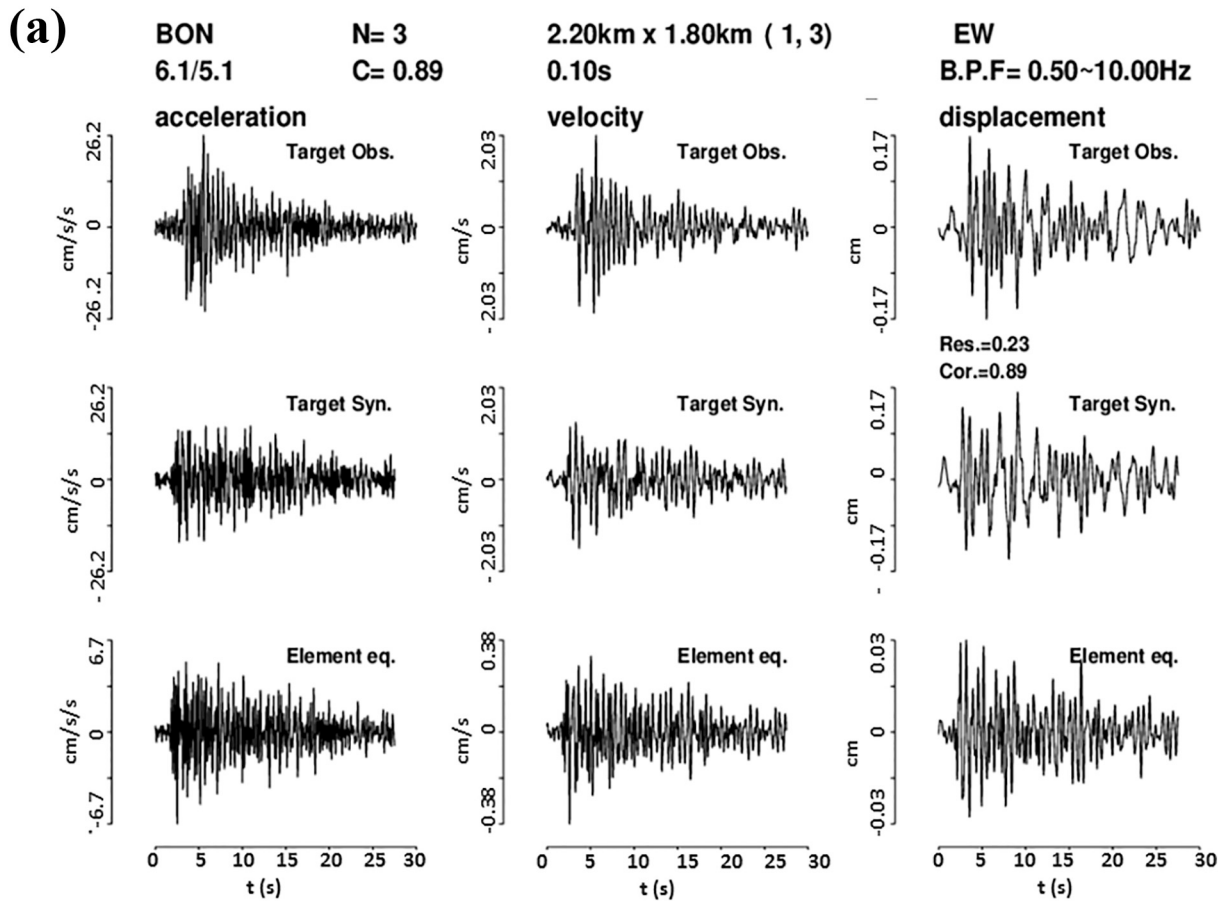 (a)
BON N= 3 2.20km x 1.80km ( 1, 3) EW
6.1/5.1 C= 0.89 0.10s B.P.F= 0.50~10.00Hz
acceleration velocity displacement
Target Obs. Target Obs. Target Obs.
26.2 0 -26.2 cm/s/s
2.03 0 - 2.03 cm/s
0.17 0 -0.17 cm
Res.=0.23
Cor.=0.89
Target Syn. Target Syn. Target Syn.
26.2 0 - 26.2 cm/s/s
2.03 0 - 2.03 cm/s
0.17 0 -0.17 cm
Element eq. Element eq. Element eq.
6.7 0 -6.7 cm/s/s
0.38 0 -0.38 cm/s
0.03 0 -0.03 cm
0 5 10 15 20 25 30 0 5 10 15 20 25 30 0 5 10 15 20 25 30
t (s) t (s) t (s)